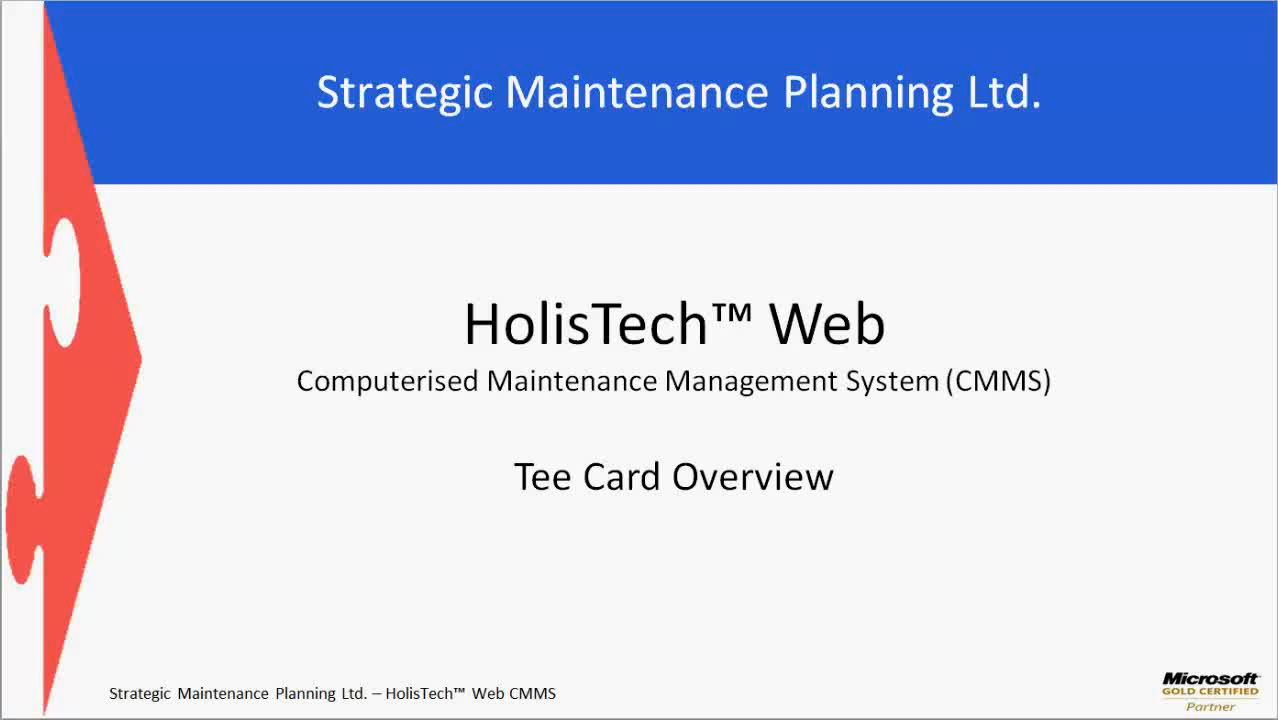 Strategic Maintenance Planning Ltd.
HolisTech™ Web
Computerised Maintenance Management System (CMMS)
Tee Card Overview
Strategic Maintenance Planning Ltd. – HolisTech™ Web CMMS
Microsoft
GOLD CERTIFIED
Partner